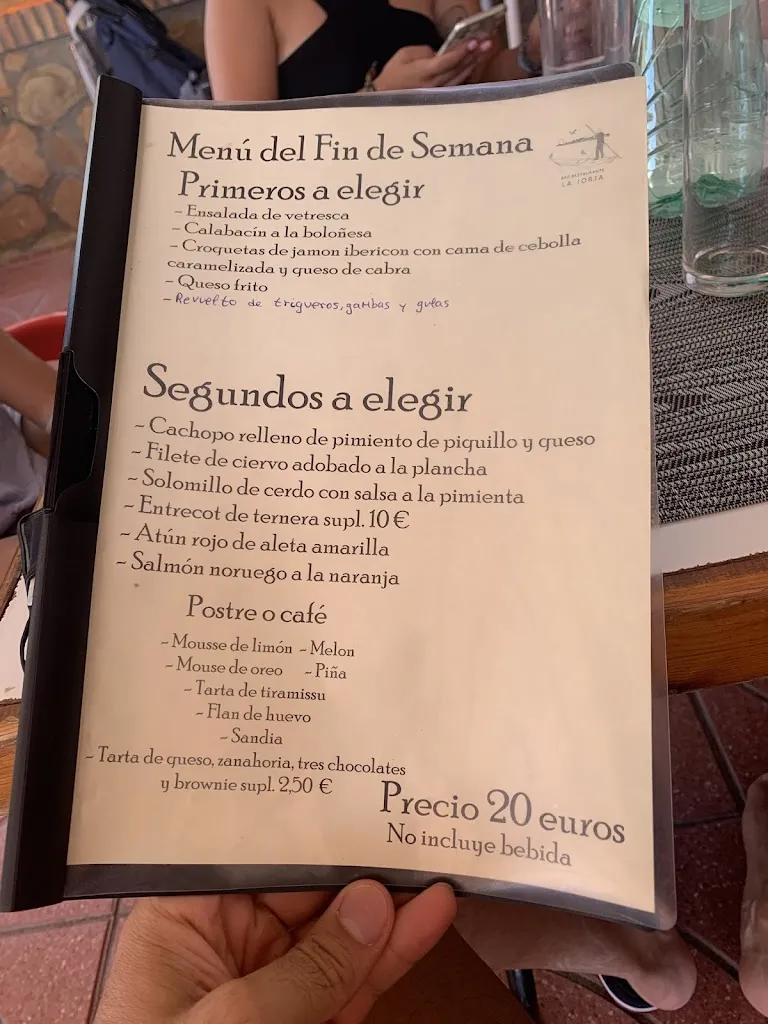 Menú del Fin de Semana
BAR RESTAURANTE
LA JORJA
Primeros a elegir
- Ensalada de vetresca
- Calabacín a la boloñesa
- Croquetas de jamon ibericon con cama de cebolla
caramelizada y queso de cabra
- Queso frito
- Revuelto de trigueros, gambas y gulas
Segundos a elegir
- Cachopo relleno de pimiento de piquillo y queso
- Filete de ciervo adobado a la plancha
- Solomillo de cerdo con salsa a la pimienta
- Entrecot de ternera supl. 10 €
- Atún rojo de aleta amarilla
- Salmón noruego a la naranja
Postre o café
- Mousse de limón - Melon
- Mouse de oreo - Piña
- Tarta de tiramissu
- Flan de huevo
- Sandia
- Tarta de queso, zanahoria, tres chocolates
y brownie supl. 2,50 €
Precio 20 euros
No incluye bebida